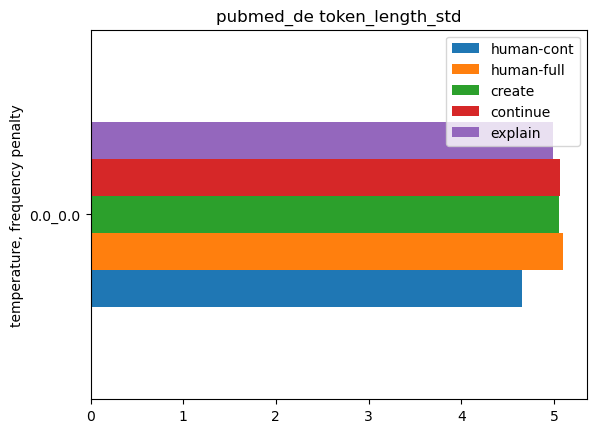 pubmed_de token_length_std
human-cont
human-full
create
continue
explain
temperature, frequency penalty
0.0_0.0
0 1 2 3 4 5